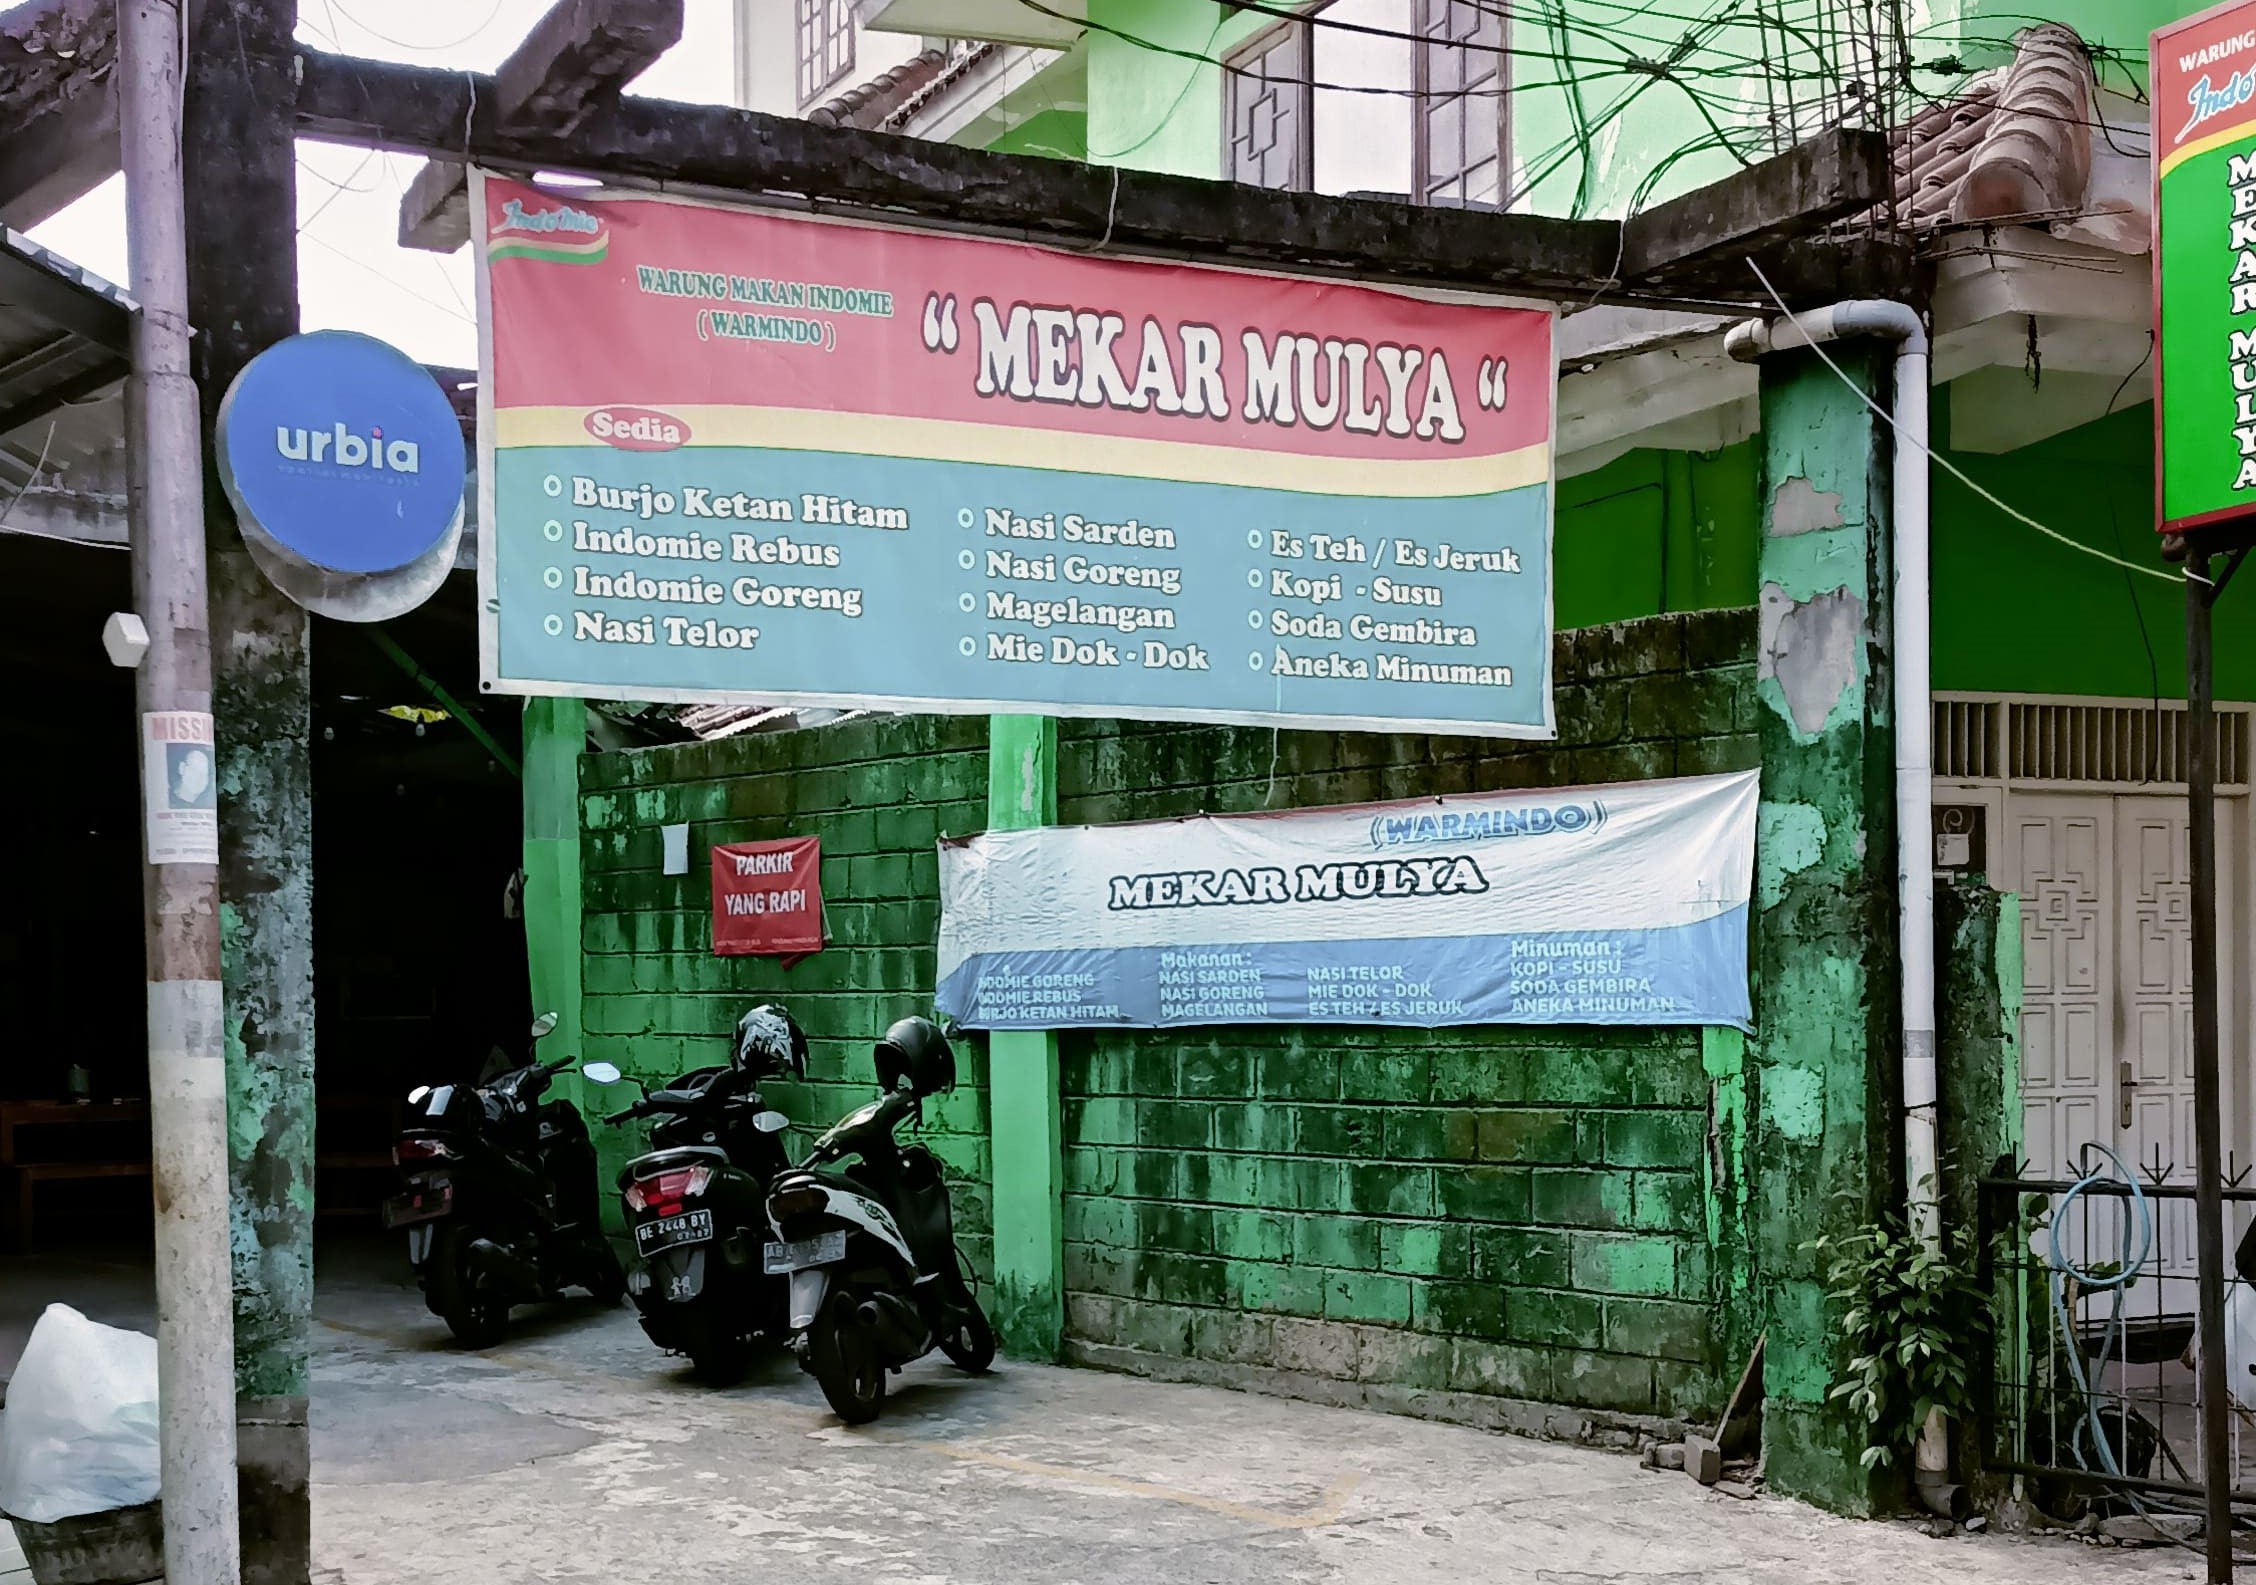 IndoMie
WARUNG MAKAN INDOMIE
( WARMINDO )
“ MEKAR MULYA “
Sedia
Burjo Ketan Hitam
Indomie Rebus
Indomie Goreng
Nasi Telor
Nasi Sarden
Nasi Goreng
Magelangan
Mie Dok - Dok
Es Teh / Es Jeruk
Kopi - Susu
Soda Gembira
Aneka Minuman
urbia
WARUNG
MEKAR MULYA
PARKIR
YANG RAPI
(WARMINDO)
MEKAR MULYA
GORENG
REBUS
KETAN HITAM
Makanan :
NASI SARDEN
NASI GORENG
MAGELANGAN
NASI TELOR
MIE DOK - DOK
ES TEH / ES JERUK
Minuman :
KOPI - SUSU
SODA GEMBIRA
ANEKA MINUMAN
BE 2448 BY